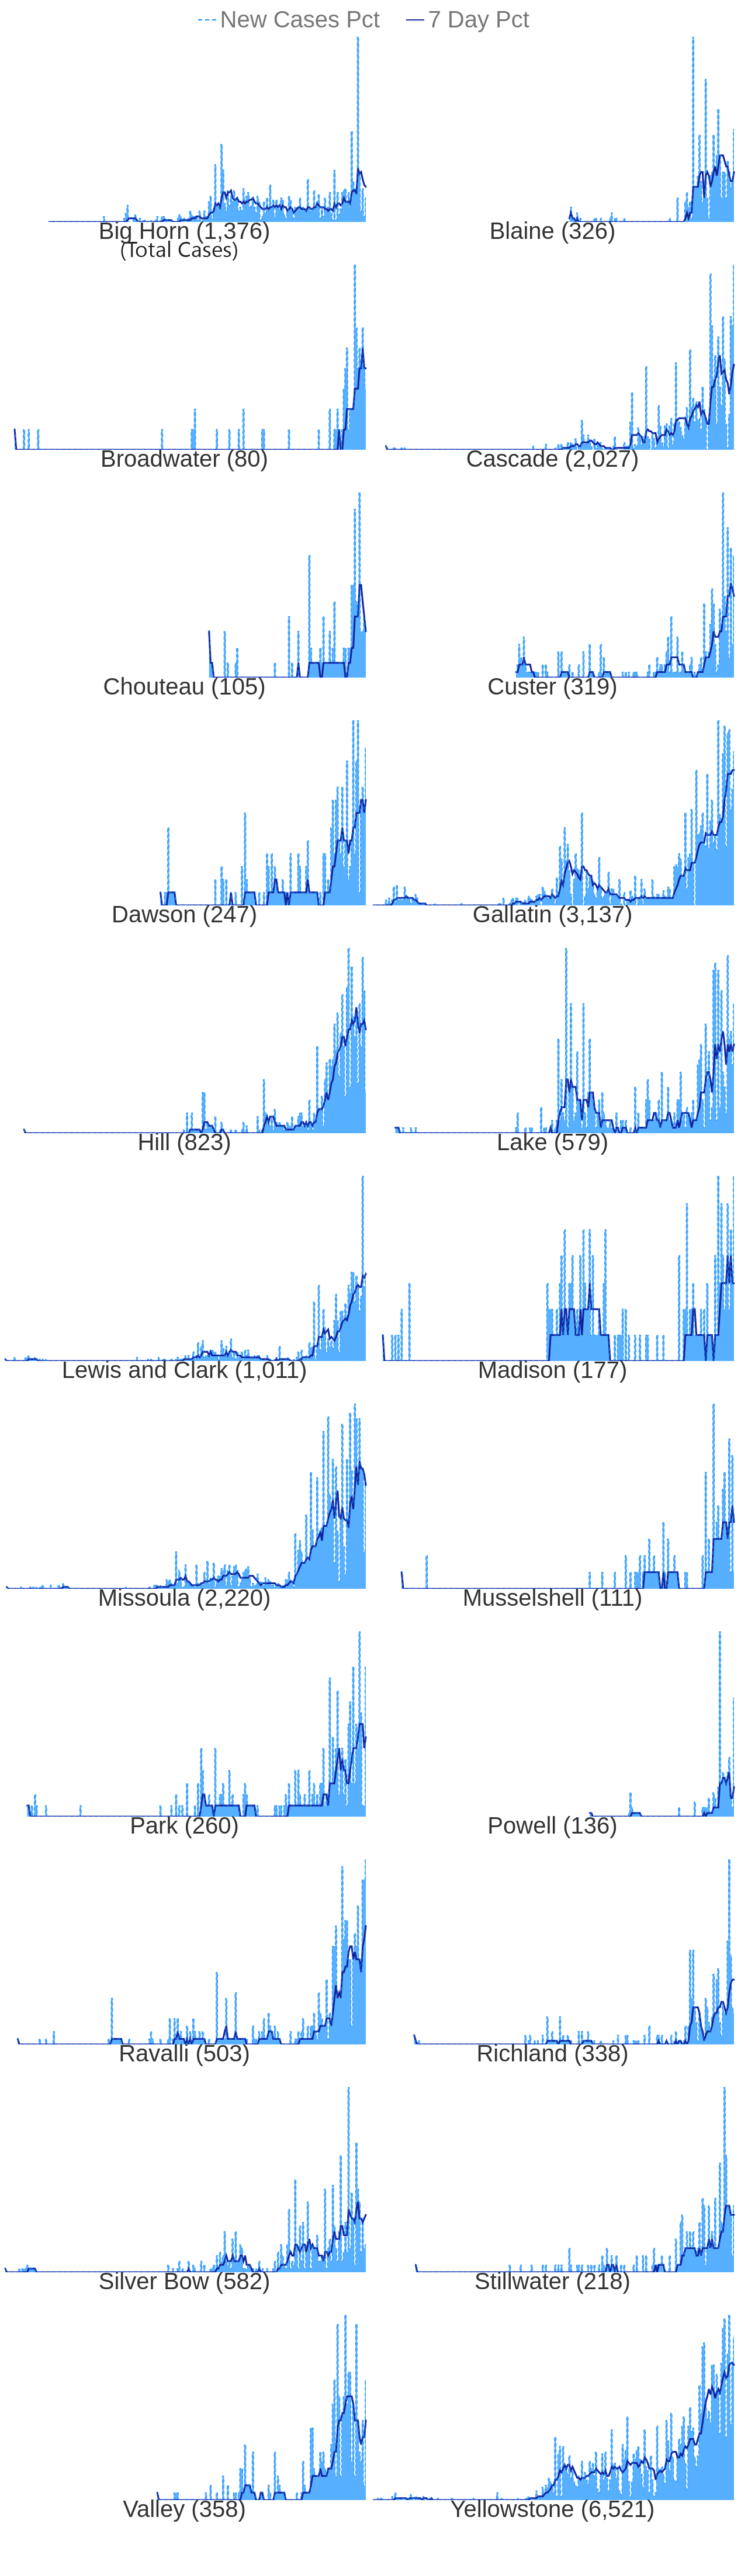 New Cases Pct 7 Day Pct
Big Horn (1,376) Blaine (326)
(Total Cases)
Broadwater (80) Cascade (2,027)
Chouteau (105) Custer (319)
Dawson (247) Gallatin (3,137)
Hill (823) Lake (579)
Lewis and Clark (1,011) Madison (177)
Missoula (2,220) Musselshell (111)
Park (260) Powell (136)
Ravalli (503) Richland (338)
Silver Bow (582) Stillwater (218)
Valley (358) Yellowstone (6,521)